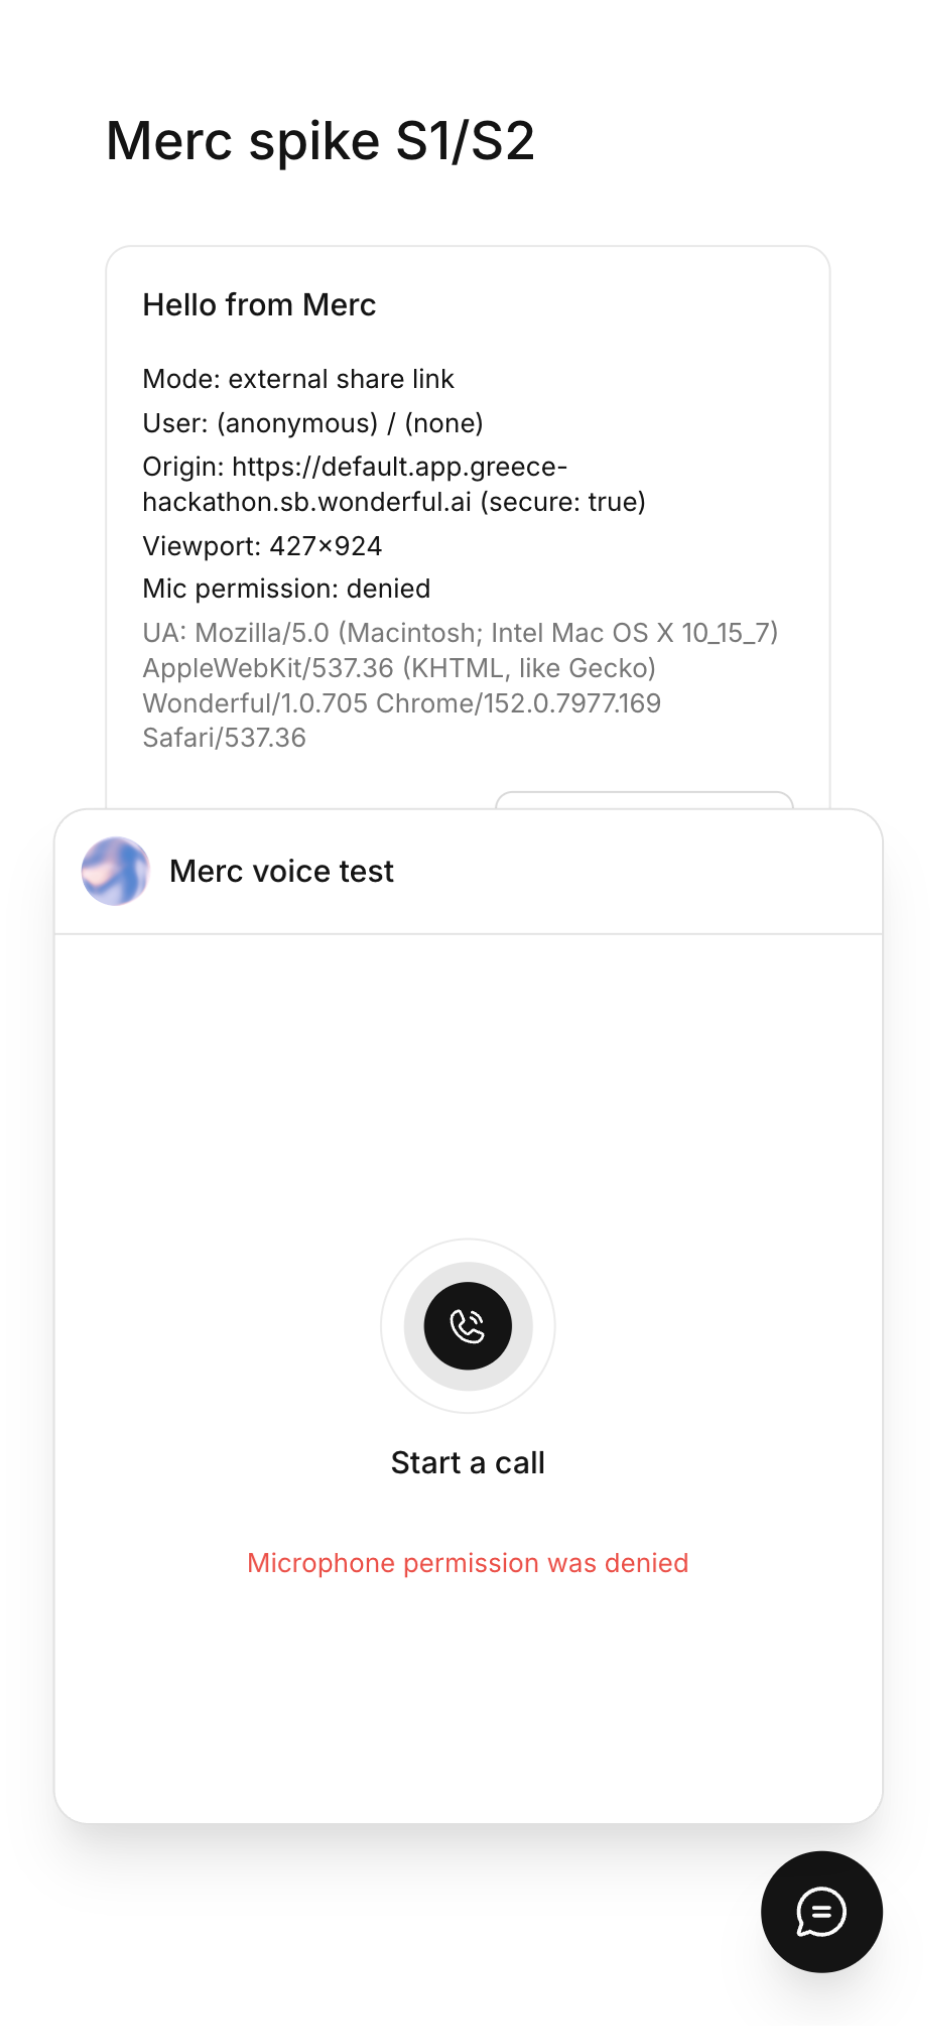 Merc spike S1/S2
Hello from Merc
Mode: external share link
User: (anonymous) / (none)
Origin: https://default.app.greece-
hackathon.sb.wonderful.ai (secure: true)
Viewport: 427×924
Mic permission: denied
UA: Mozilla/5.0 (Macintosh; Intel Mac OS X 10_15_7)
AppleWebKit/537.36 (KHTML, like Gecko)
Wonderful/1.0.705 Chrome/152.0.7977.169
Safari/537.36
Merc voice test
Start a call
Microphone permission was denied